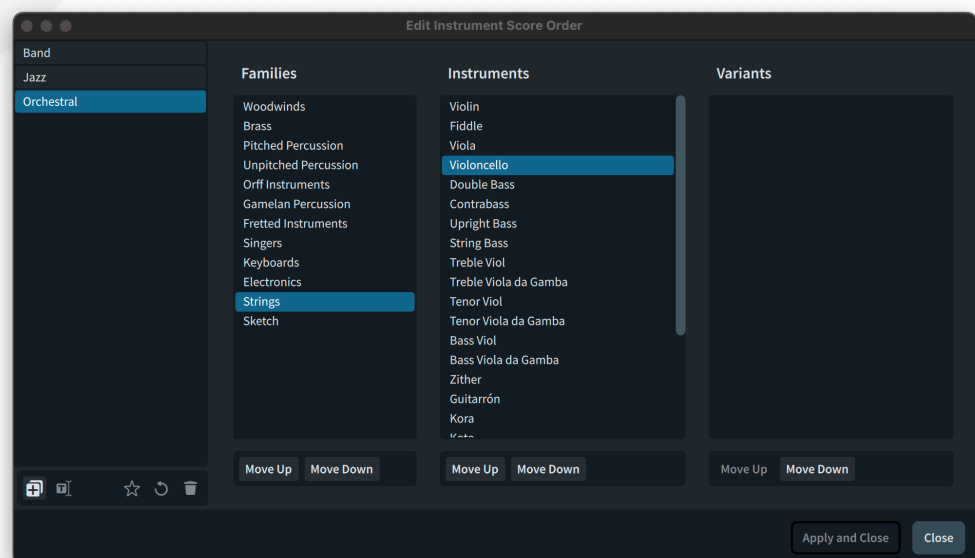 Edit Instrument Score Order
Band
Jazz
Orchestral
Families
Woodwinds
Brass
Pitched Percussion
Unpitched Percussion
Orff Instruments
Gamelan Percussion
Fretted Instruments
Singers
Keyboards
Electronics
Strings
Sketch
Move Up
Move Down
Instruments
Violin
Fiddle
Viola
Violoncello
Double Bass
Contrabass
Upright Bass
String Bass
Treble Viol
Treble Viola da Gamba
Tenor Viol
Tenor Viola da Gamba
Bass Viol
Bass Viola da Gamba
Zither
Guitarrón
Kora
Move Up
Move Down
Variants
Move Up
Move Down
Apply and Close
Close